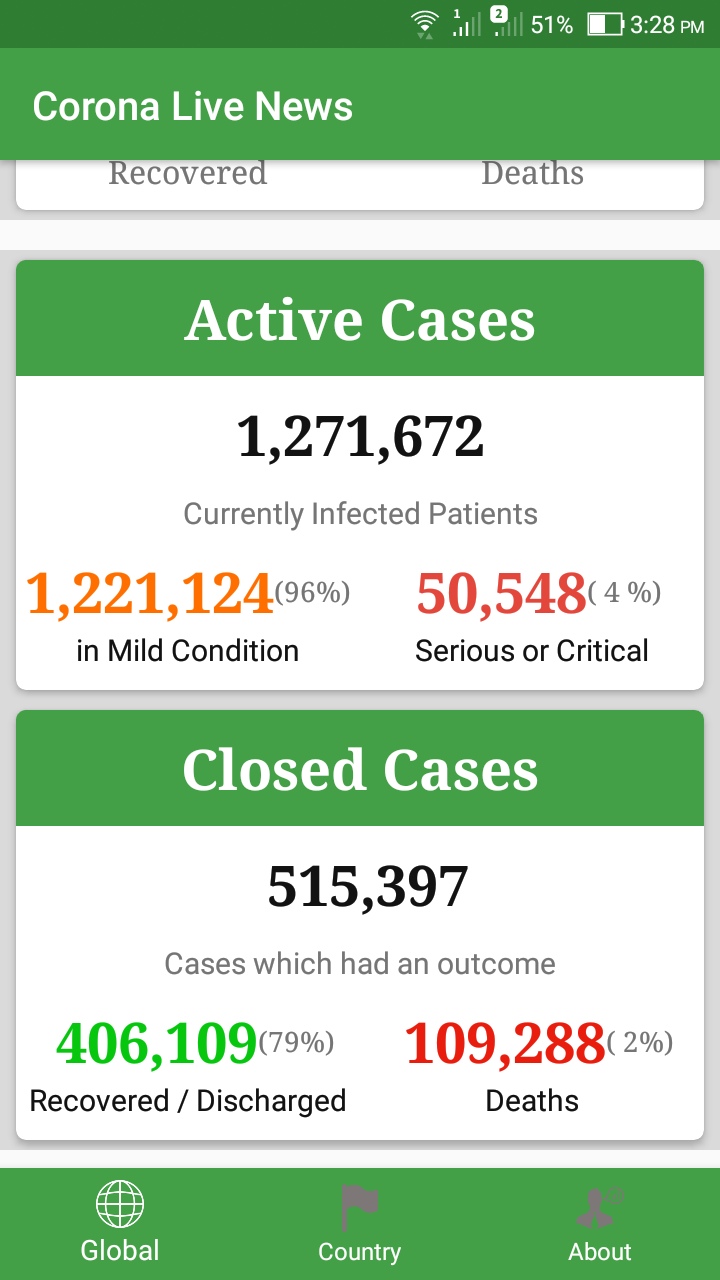 1 2 51% 3:28 PM
Corona Live News
Recovered Deaths
Active Cases
1,271,672
Currently Infected Patients
1,221,124(96%) 50,548( 4 %)
in Mild Condition Serious or Critical
Closed Cases
515,397
Cases which had an outcome
406,109(79%) 109,288( 2%)
Recovered / Discharged Deaths
Global Country About